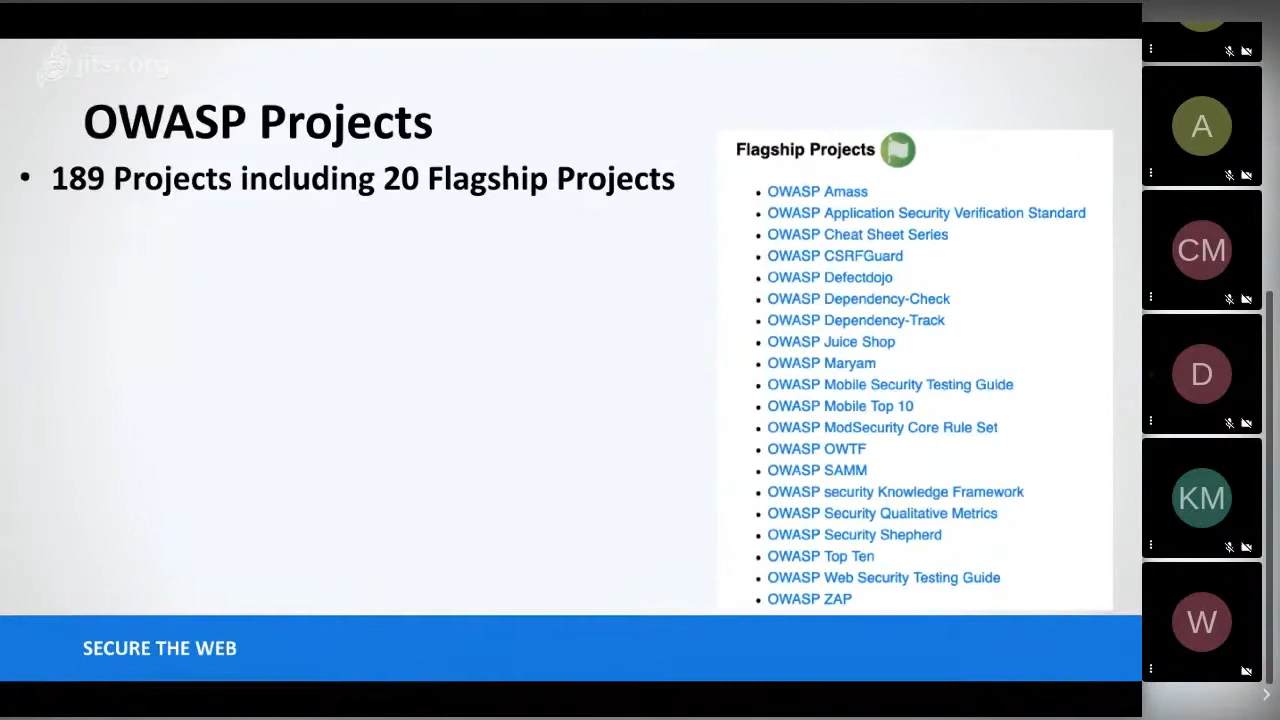 jitsi.org
OWASP Projects
• 189 Projects including 20 Flagship Projects
Flagship Projects
• OWASP Amass
• OWASP Application Security Verification Standard
• OWASP Cheat Sheet Series
• OWASP CSRFGuard
• OWASP Defectdojo
• OWASP Dependency-Check
• OWASP Dependency-Track
• OWASP Juice Shop
• OWASP Maryam
• OWASP Mobile Security Testing Guide
• OWASP Mobile Top 10
• OWASP ModSecurity Core Rule Set
• OWASP OWTF
• OWASP SAMM
• OWASP security Knowledge Framework
• OWASP Security Qualitative Metrics
• OWASP Security Shepherd
• OWASP Top Ten
• OWASP Web Security Testing Guide
• OWASP ZAP
SECURE THE WEB
A
CM
D
KM
W